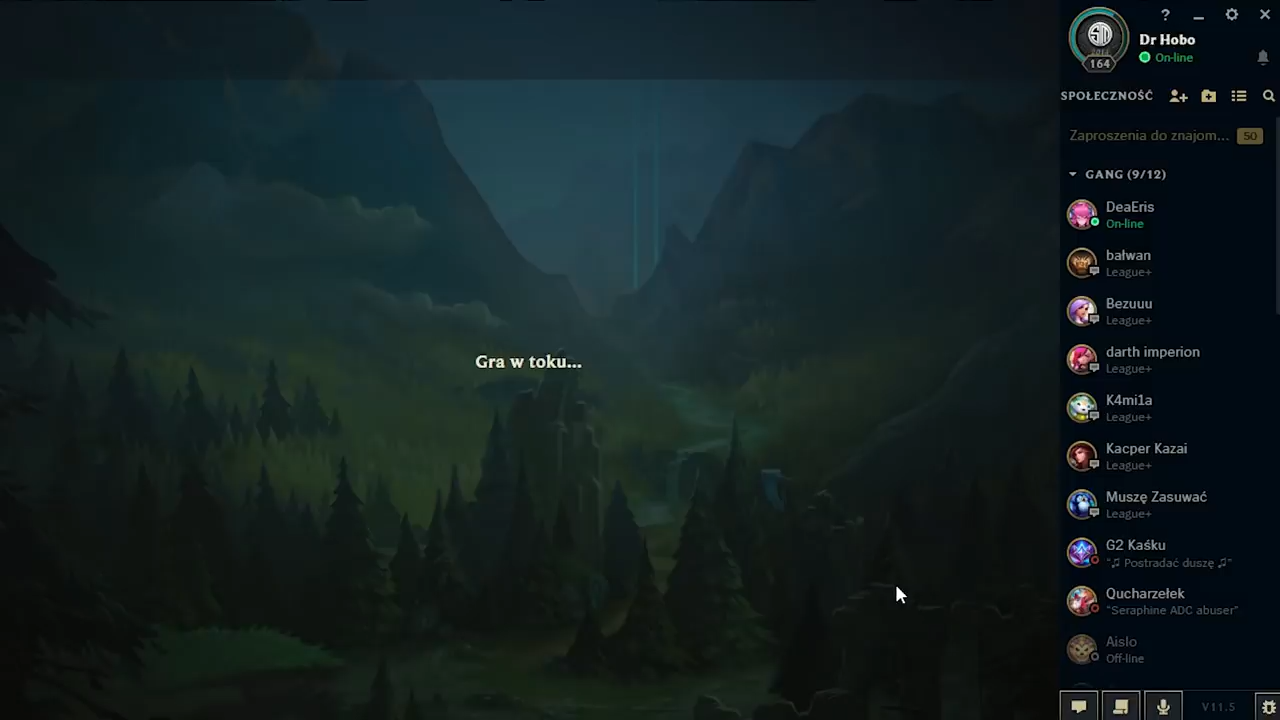 ?
Dr Hobo
On-line
164
SPOŁECZNOŚĆ
Zaproszenia do znajom... 50
GANG (9/12)
DeaEris
On-line
bałwan
League+
Bezuuu
League+
darth imperion
League+
K4mi1a
League+
Kacper Kazai
League+
Muszę Zasuwać
League+
G2 Kaśku
"♫ Postradać duszę ♫"
Qucharzełek
"Seraphine ADC abuser"
Aislo
Off-line
V11.5
Gra w toku...